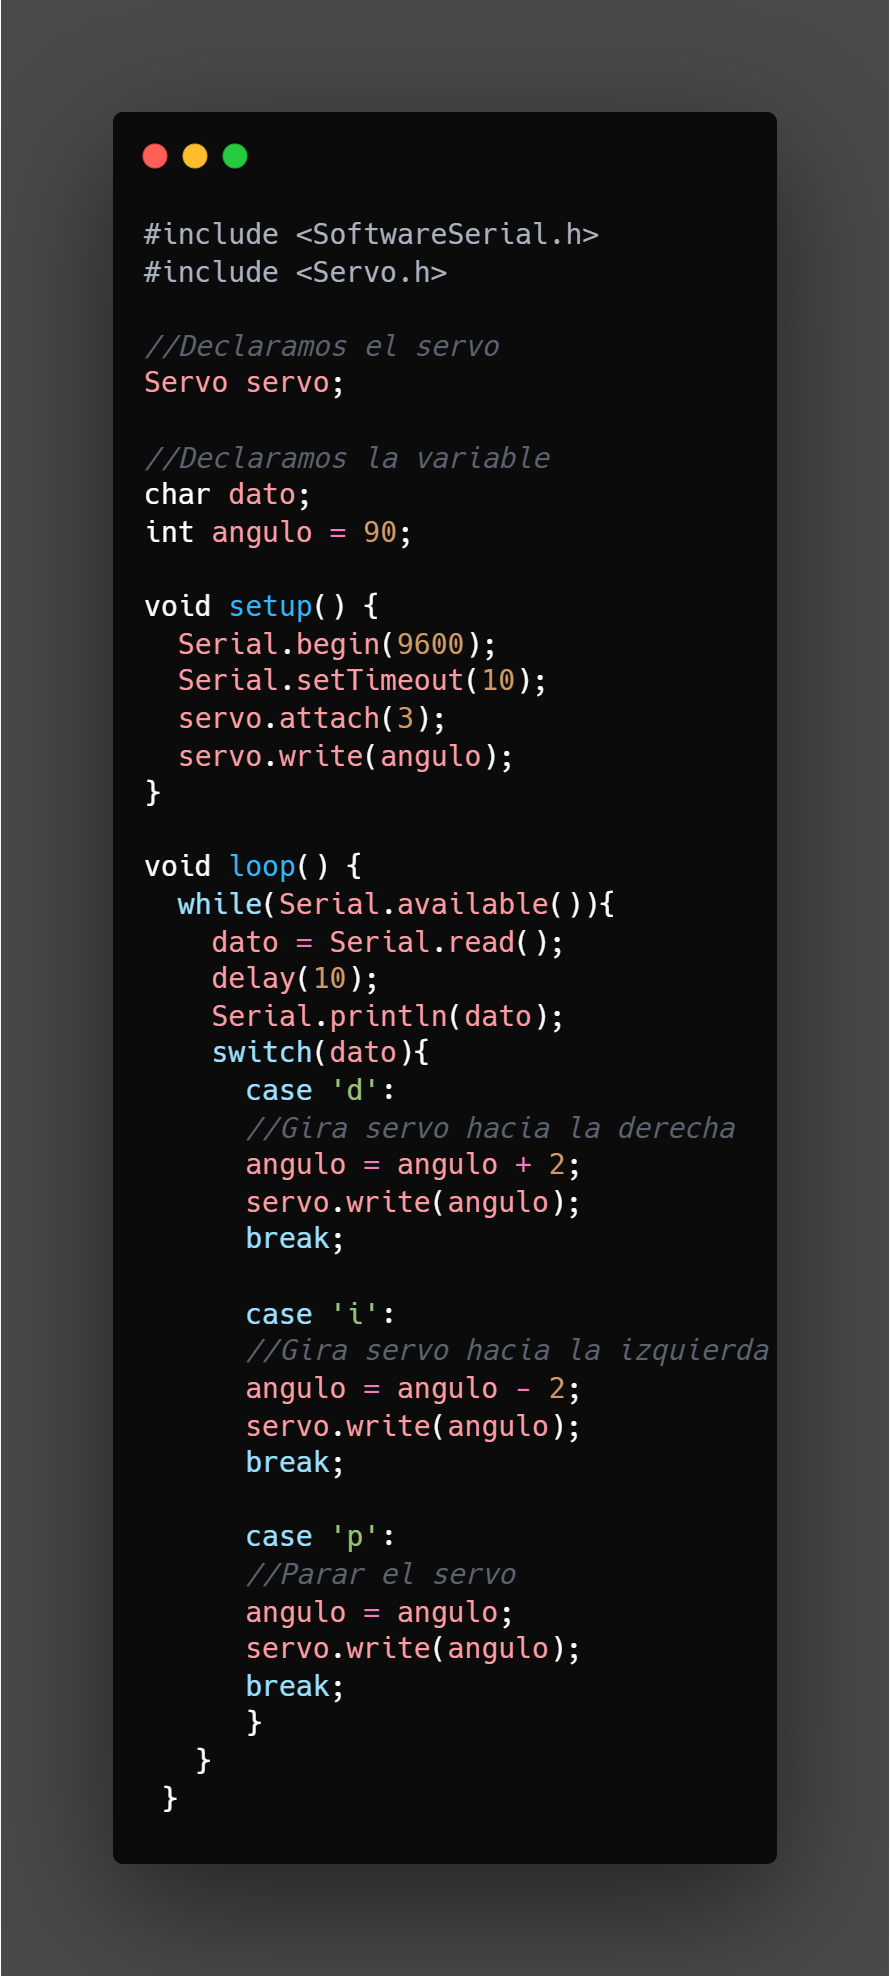 #include <SoftwareSerial.h>
#include <Servo.h>

//Declaramos el servo
Servo servo;

//Declaramos la variable
char dato;
int angulo = 90;

void setup() {
  Serial.begin(9600);
  Serial.setTimeout(10);
  servo.attach(3);
  servo.write(angulo);
}

void loop() {
  while(Serial.available()){
    dato = Serial.read();
    delay(10);
    Serial.println(dato);
    switch(dato){
      case 'd':
      //Gira servo hacia la derecha
      angulo = angulo + 2;
      servo.write(angulo);
      break;

      case 'i':
      //Gira servo hacia la izquierda
      angulo = angulo - 2;
      servo.write(angulo);
      break;

      case 'p':
      //Parar el servo
      angulo = angulo;
      servo.write(angulo);
      break;
      }
   }
 }